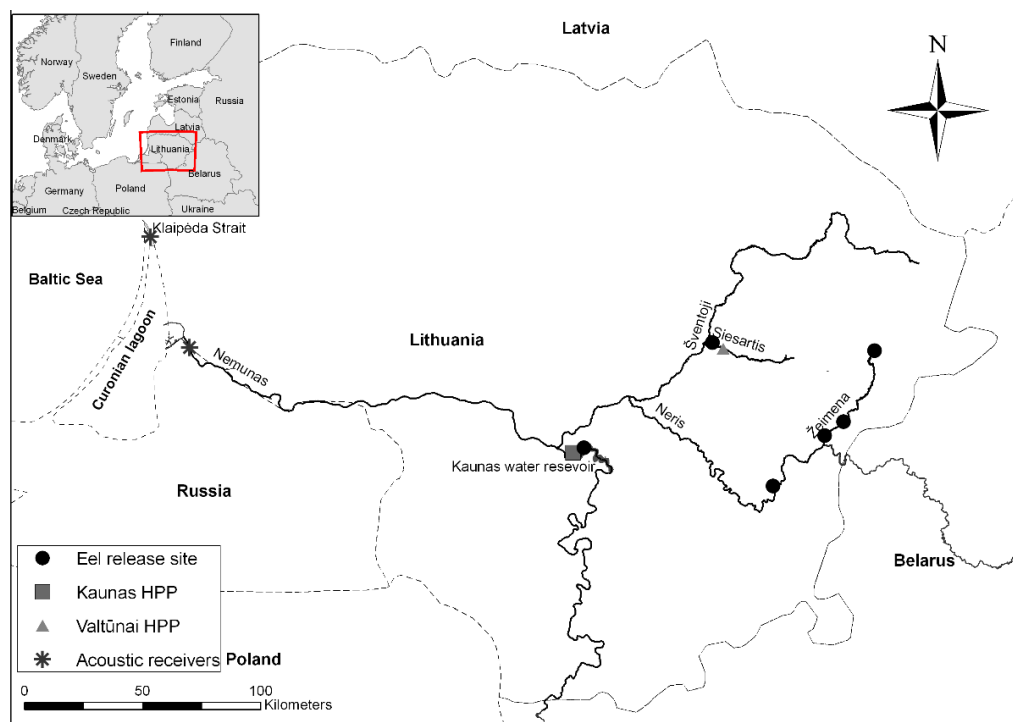 Latvia
N
Finland
Norway
Sweden
Estonia
Russia
Latvia
Denmark
Lithuania
Belarus
Germany
Poland
Belgium
Czech Republic
Ukraine
Klaipėda Strait
Baltic Sea
Curonian lagoon
Nemunas
Lithuania
Šventoji
Siesartis
Neris
Žeimena
Kaunas water resevoir
Russia
Belarus
Eel release site
Kaunas HPP
Valtūnai HPP
Acoustic receivers
Poland
0 50 100
Kilometers